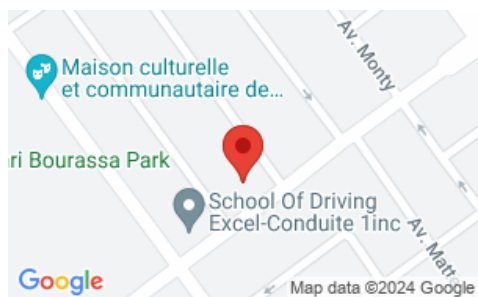 Av. Monty
Maison culturelle
et communautaire de...
ri Bourassa Park
School Of Driving
Excel-Conduite 1inc
Av. Matt
Google
Map data ©2024 Google